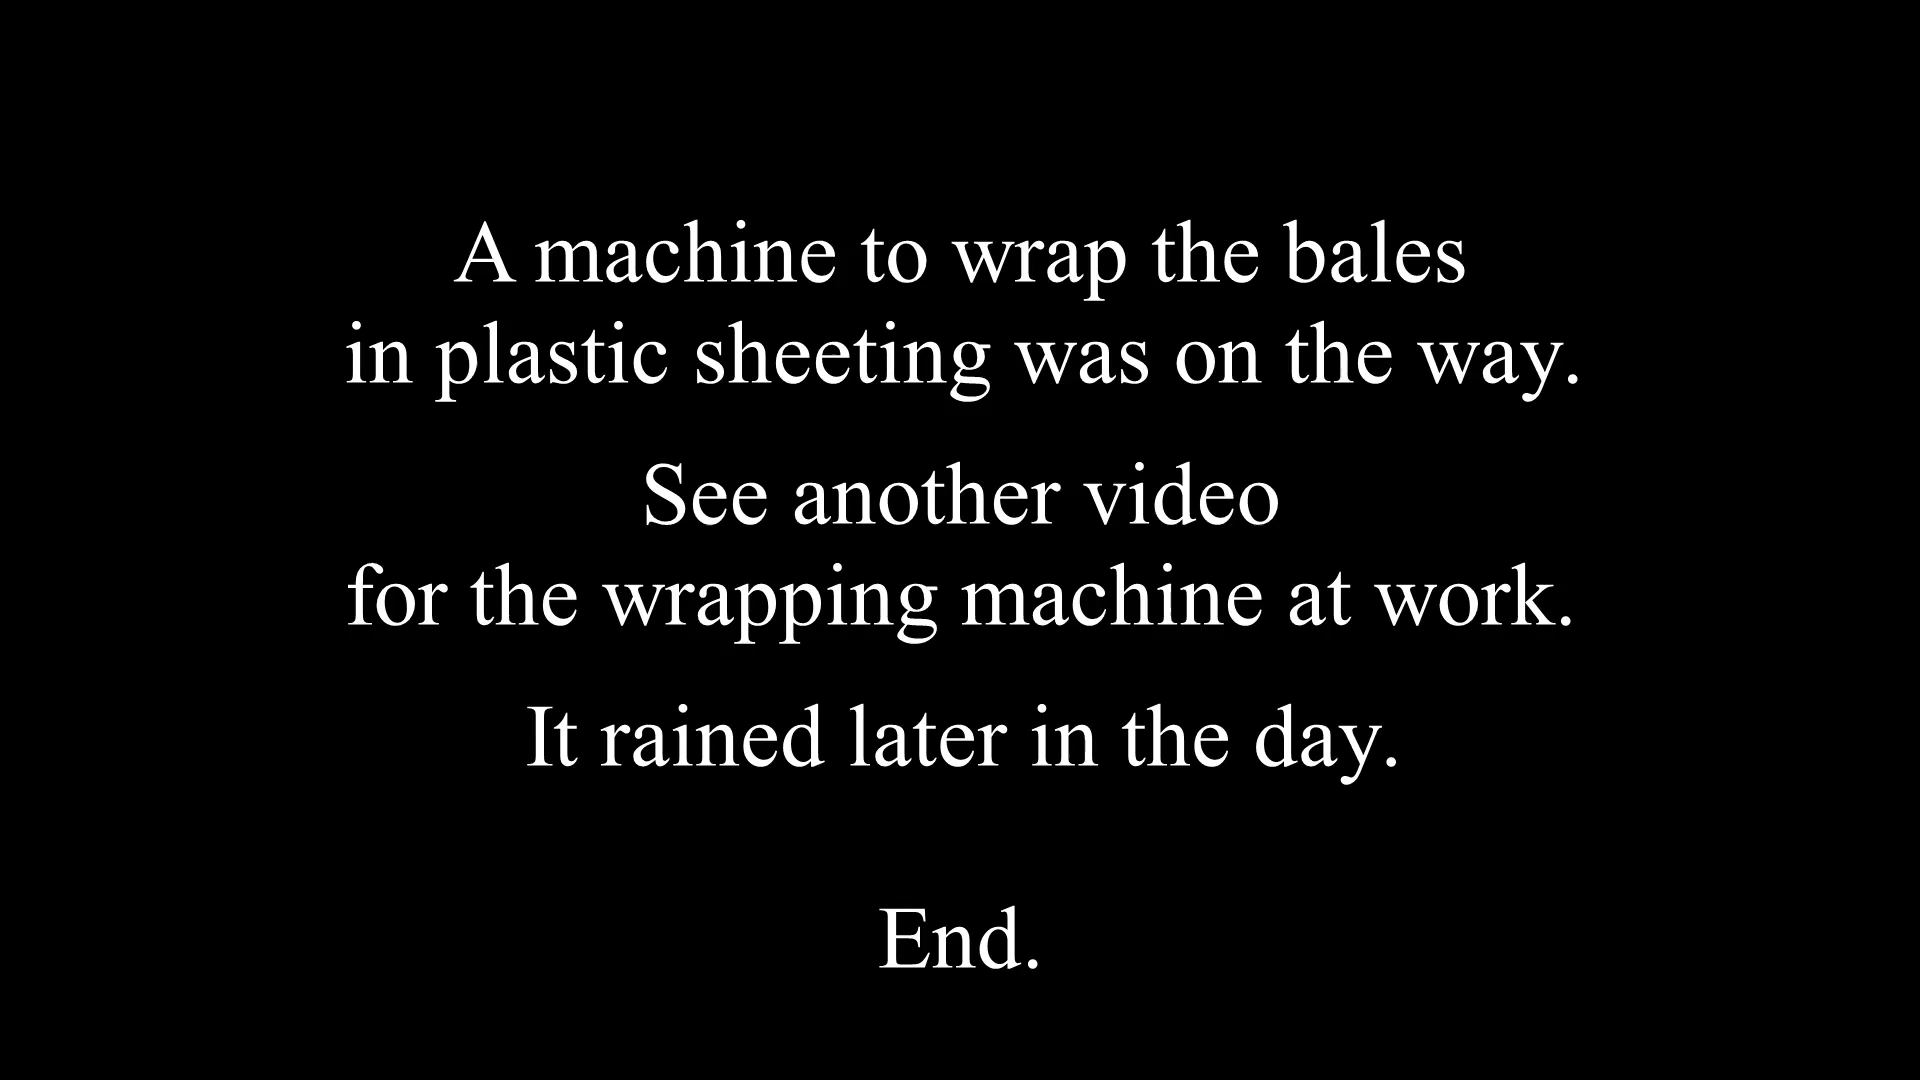 A machine to wrap the bales
in plastic sheeting was on the way.
See another video
for the wrapping machine at work.
It rained later in the day.
End.